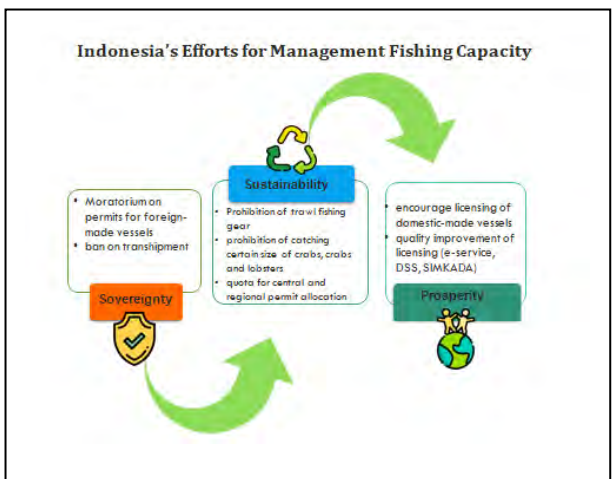 Indonesia's Efforts for Management Fishing Capacity
• Moratorium on
permits for foreign-
made vessels
• ban on transhipment
Sovereignty
Sustainability
• Prohibition of trawl fishing
gear
• prohibition of catching
certain size of crabs, crabs
and lobsters
• quota for central and
regional permit allocation
• encourage licensing of
domestic-made vessels
• quality improvement of
licensing (e-service,
DSS, SIMKADA)
Prosperity